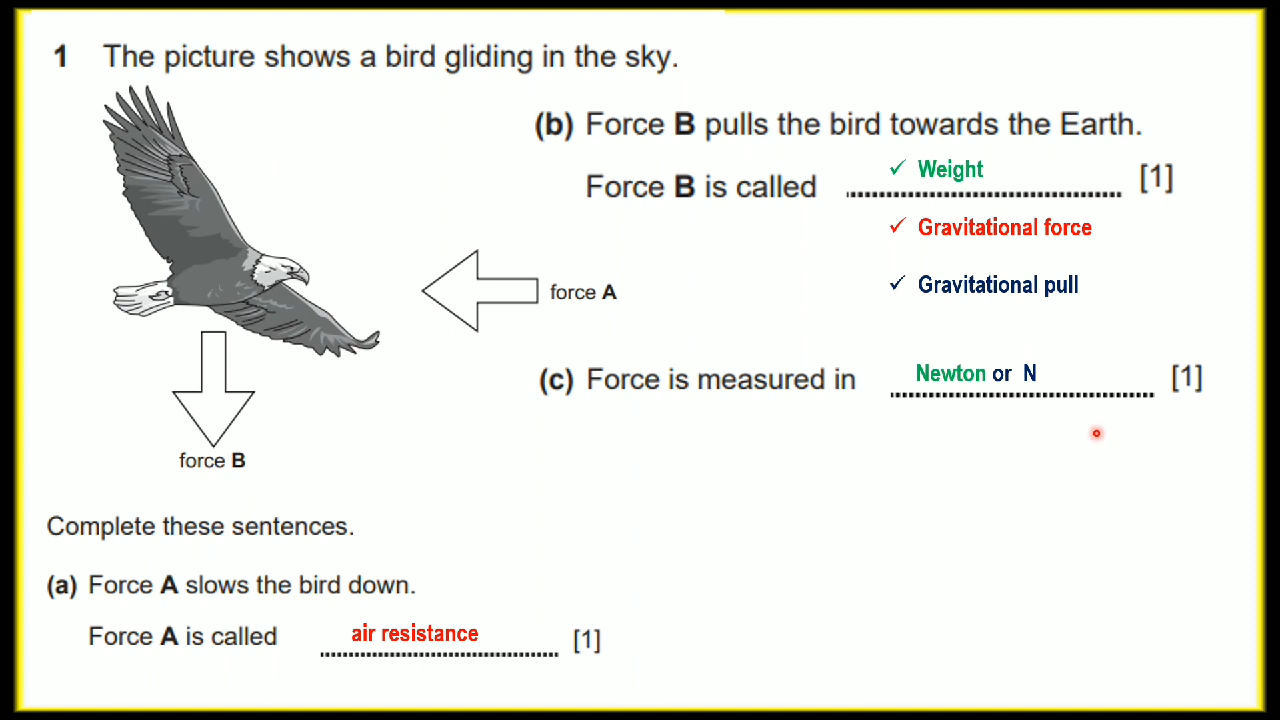 1 The picture shows a bird gliding in the sky.
(b) Force B pulls the bird towards the Earth.
Force B is called ✓ Weight [1]
✓ Gravitational force
✓ Gravitational pull
force A
(c) Force is measured in Newton or N [1]
force B
Complete these sentences.
(a) Force A slows the bird down.
Force A is called air resistance [1]